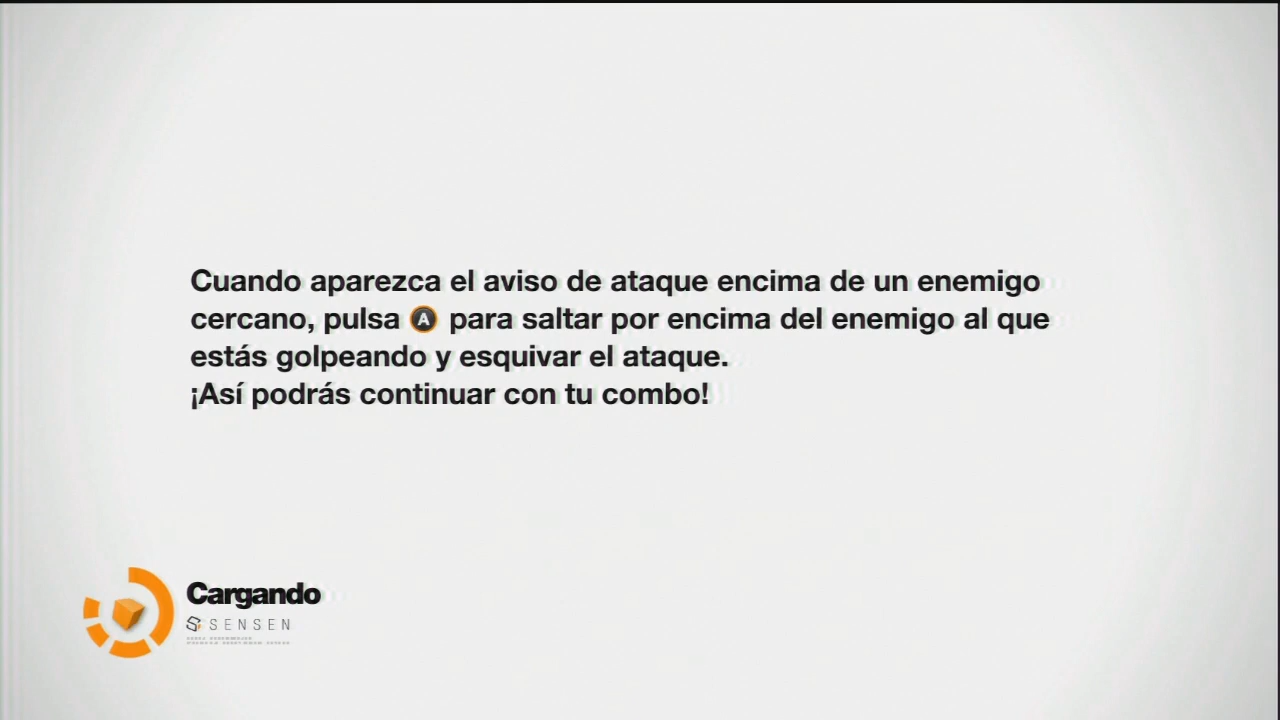 Cuando aparezca el aviso de ataque encima de un enemigo
cercano, pulsa A para saltar por encima del enemigo al que
estás golpeando y esquivar el ataque.
¡Así podrás continuar con tu combo!
Cargando
SENSEN